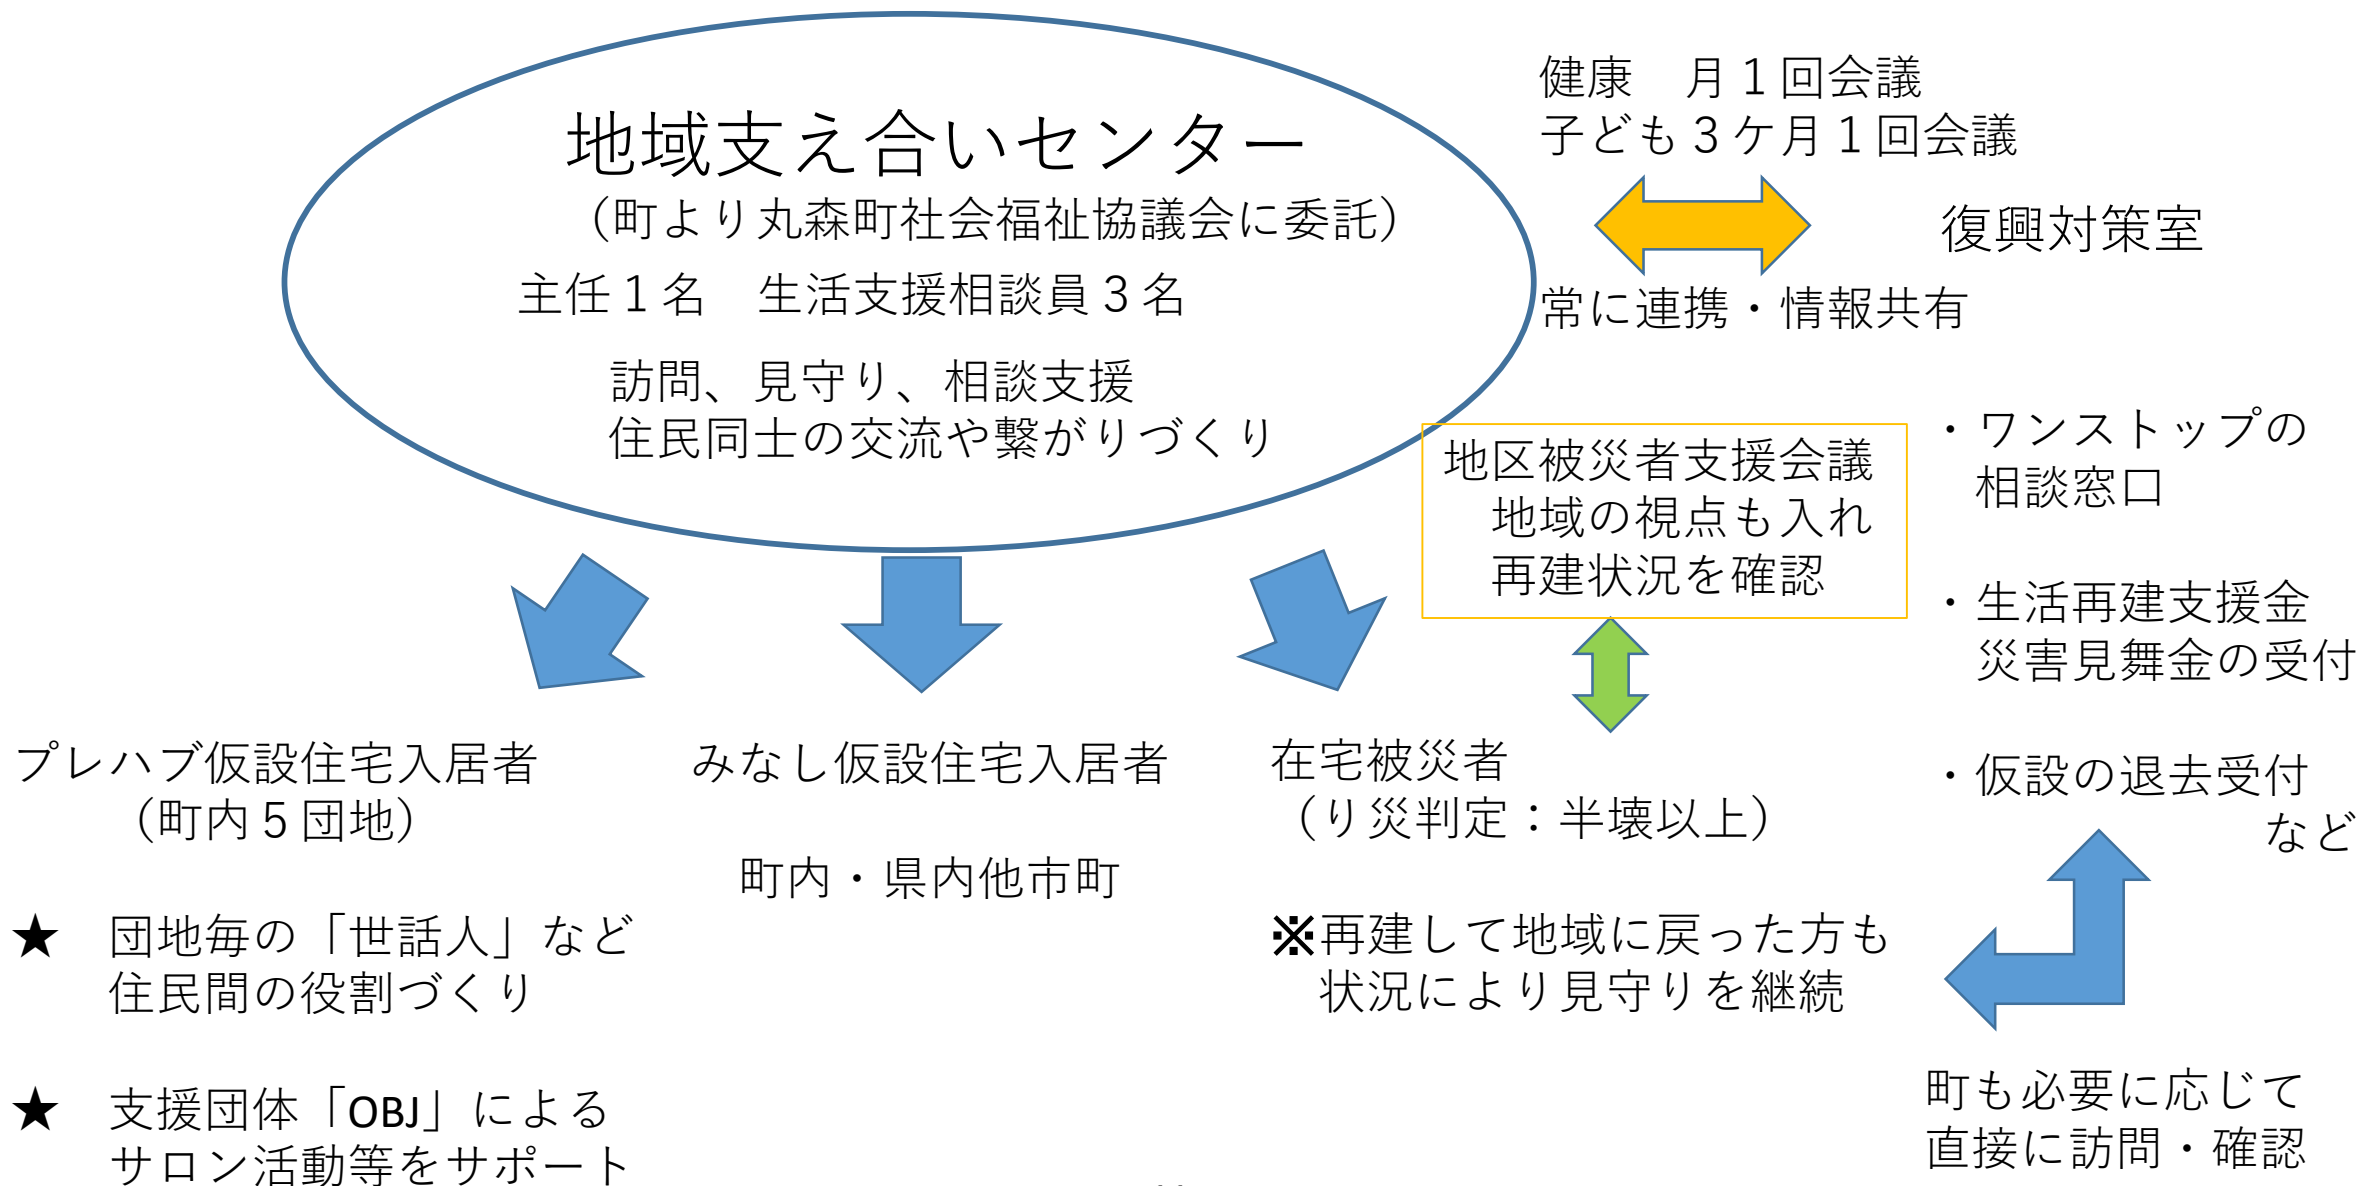 地域支え合いセンター
（町より丸森町社会福祉協議会に委託）
主任１名　生活支援相談員３名
訪問、見守り、相談支援
住民同士の交流や繋がりづくり
健康　月１回会議
子ども３ケ月１回会議
復興対策室
常に連携・情報共有
地区被災者支援会議
地域の視点も入れ
再建状況を確認
・ワンストップの
相談窓口
・生活再建支援金
災害見舞金の受付
・仮設の退去受付
など
プレハブ仮設住宅入居者
（町内５団地）
★　団地毎の「世話人」など
住民間の役割づくり
★　支援団体「OBJ」による
サロン活動等をサポート
みなし仮設住宅入居者
町内・県内他市町
在宅被災者
（り災判定：半壊以上）
※再建して地域に戻った方も
状況により見守りを継続
町も必要に応じて
直接に訪問・確認